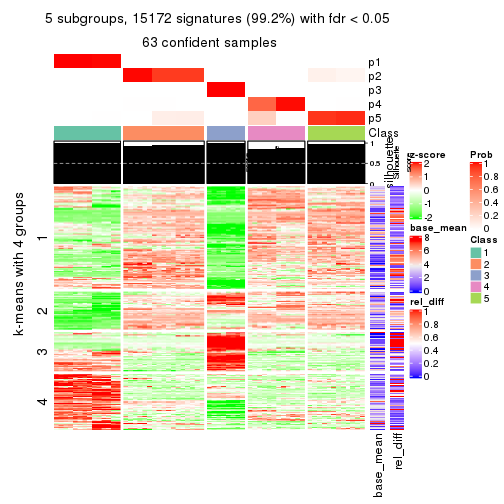 5 subgroups, 15172 signatures (99.2%) with fdr < 0.05
63 confident samples
p1
p2
p3
p4
p5
Class
1
0.5
0
silhouette
Silhouette
score
k-means with 4 groups
1
2
3
4
base_mean
rel_diff
z-score
2
1
0
-1
-2
base_mean
8
6
4
2
0
rel_diff
1
0.8
0.6
0.4
0.2
0
Prob
1
0.8
0.6
0.4
0.2
0
Class
1
2
3
4
5